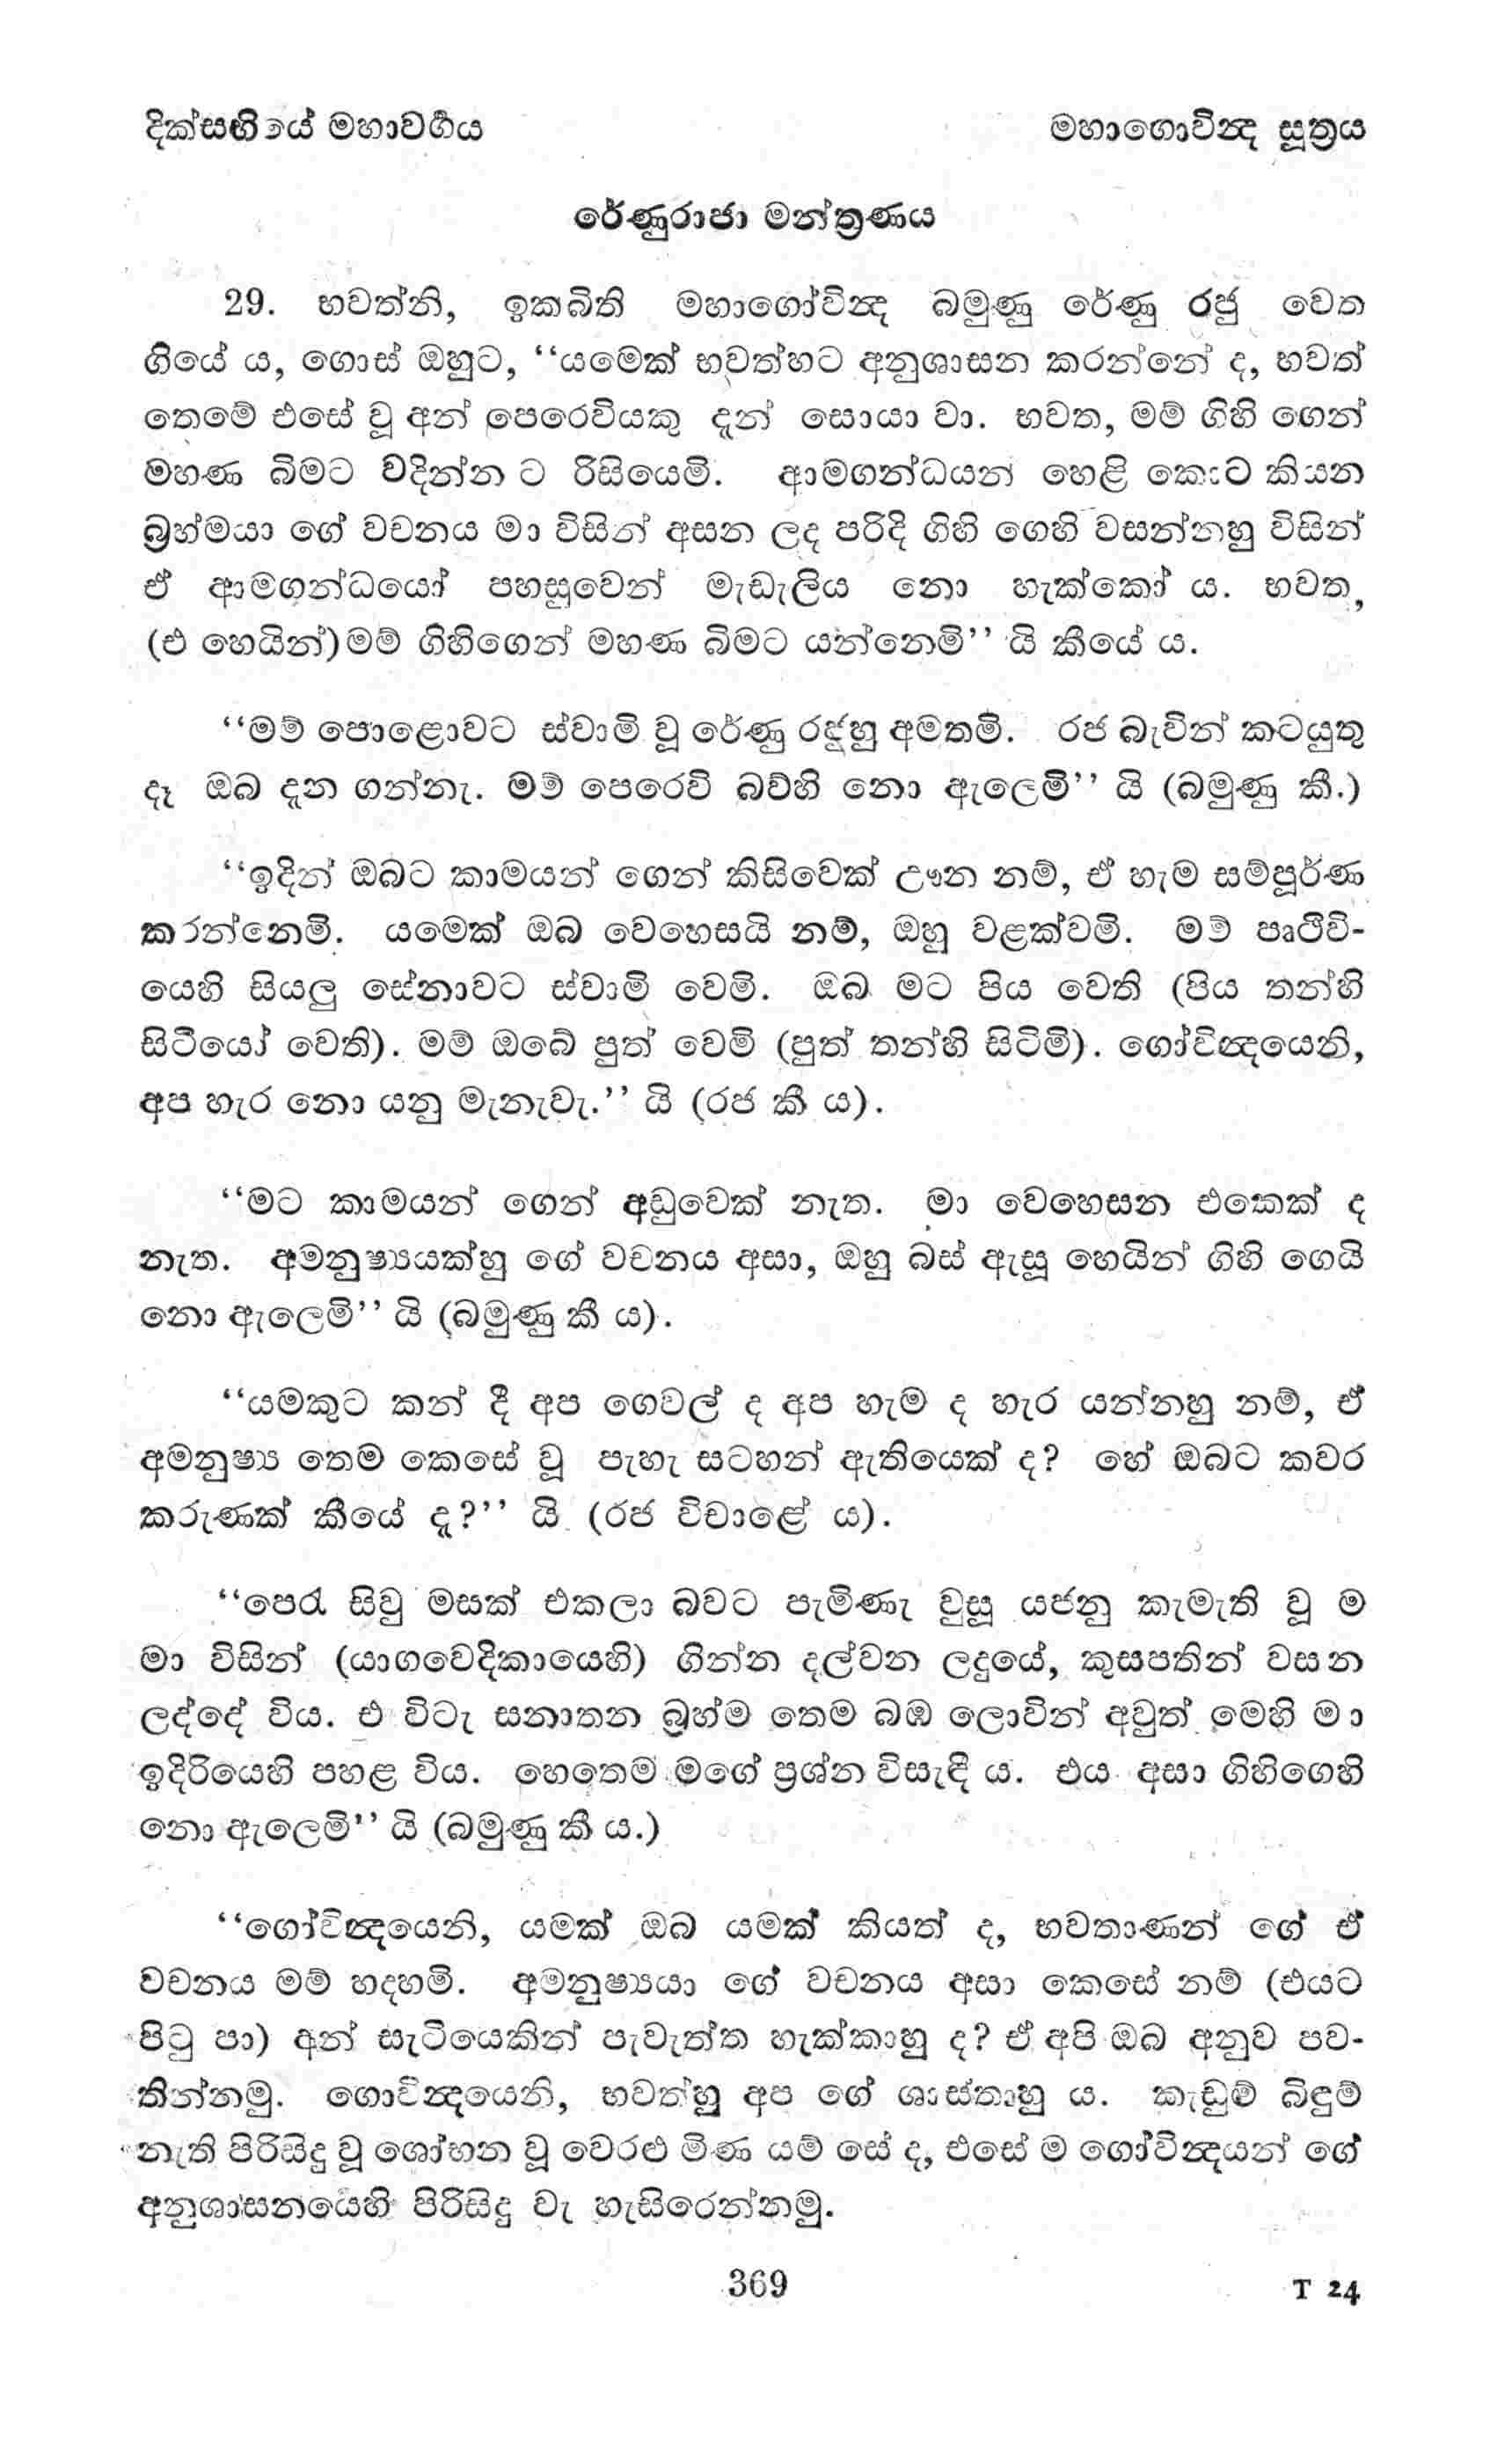 දික්සඟියේ මහාවර්‍ගය
මහාගොවින්‍ද සූත්‍රය
රේණුරාජා මන්ත්‍රණය
29. භවත්නි, ඉකබිති මහාගෝවින්‍ද බමුණු රේණු රජු වෙත
ගියේ ය, ගොස් ඔහුට, ‘‘යමෙක් භවත්හට අනුශාසන කරන්නේ ද, භවත්
තෙමේ එසේ වූ අන් පෙරෙවියකු දැන් සොයා වා. භවත, මම් ගිහි ගෙන්
මහණ බිමට වදින්න ට රිසියෙමි. ආමගන්ධයන් හෙළි කොට කියන
බ්‍රහ්මයා ගේ වචනය මා විසින් අසන ලද පරිදි ගිහි ගෙහි වසන්නහු විසින්
ඒ ආමගන්ධයෝ පහසුවෙන් මැඩැලිය නො හැක්කෝ ය. භවත,
(එ හෙයින්)මම් ගිහිගෙන් මහණ බිමට යන්නෙමි’’ යි කීයේ ය.
‘‘මම් පොළොවට ස්වාමි වූ රේණු රජුහු අමතමි. රජ බැවින් කටයුතු
දෑ ඔබ දැන ගන්නැ. මම් පෙරෙවි බව්හි නො ඇලෙමි’’ යි (බමුණු කී.)
‘‘ඉදින් ඔබට කාමයන් ගෙන් කිසිවෙක් ඌන නම්, ඒ හැම සම්පූර්ණ
කරන්නෙමි. යමෙක් ඔබ වෙහෙසයි නම්, ඔහු වළක්වමි. මම් පෘථිවි-
යෙහි සියලු සේනාවට ස්වාමි වෙමි. ඔබ මට පිය වෙති (පිය තන්හි
සිටියෝ වෙති). මම් ඔබේ පුත් වෙමි (පුත් තන්හි සිටිමි). ගෝවින්‍දයෙනි,
අප හැර නො යනු මැනැවැ.’’ යි (රජ කී ය).
‘‘මට කාමයන් ගෙන් අඩුවෙක් නැත. මා වෙහෙසන එකෙක් ද
නැත. අමනුෂ්‍යයක්හු ගේ වචනය අසා, ඔහු බස් ඇසූ හෙයින් ගිහි ගෙයි
නො ඇලෙමි’’ යි (බමුණු කී ය).
‘‘යමකුට කන් දී අප ගෙවල් ද අප හැම ද හැර යන්නහු නම්, ඒ
අමනුෂ්‍ය තෙම කෙසේ වූ පැහැ සටහන් ඇතියෙක් ද? හේ ඔබට කවර
කරුණක් කීයේ ද?’’ යි (රජ විචාළේ ය).
‘‘පෙරැ සිවු මසක් එකලා බවට පැමිණැ වුසූ යජනු කැමැති වූ ම
මා විසින් (යාගවෙදිකායෙහි) ගින්න දල්වන ලදුයේ, කුසපතින් වසන
ලද්දේ විය. එ විටැ සනාතන බ්‍රහ්ම තෙම බඹ ලොවින් අවුත් මෙහි මා
ඉදිරියෙහි පහළ විය. හෙතෙම මගේ ප්‍රශ්න විසැඳී ය. එය අසා ගිහිගෙහි
නො ඇලෙමි’’ යි (බමුණු කී ය.)
‘‘ගෝවින්‍දයෙනි, යමක් ඔබ යමක් කියත් ද, භවතාණන් ගේ ඒ
වචනය මම් හදහමි. අමනුෂ්‍යයා ගේ වචනය අසා කෙසේ නම් (එයට
පිටු පා) අන් සැටියෙකින් පැවැත්ත හැක්කාහු ද? ඒ අපි ඔබ අනුව පව-
තින්නමු. ගොවින්‍දයෙනි, භවත්හු අප ගේ ශාස්තාහු ය. කැඩුම් බිඳුම්
නැති පිරිසිදු වූ ශෝභන වූ වෙරළු මිණ යම් සේ ද, එසේ ම ගෝවින්‍දයන් ගේ
අනුශාසනයෙහි පිරිසිදු වැ හැසිරෙන්නමු.
369
T 24